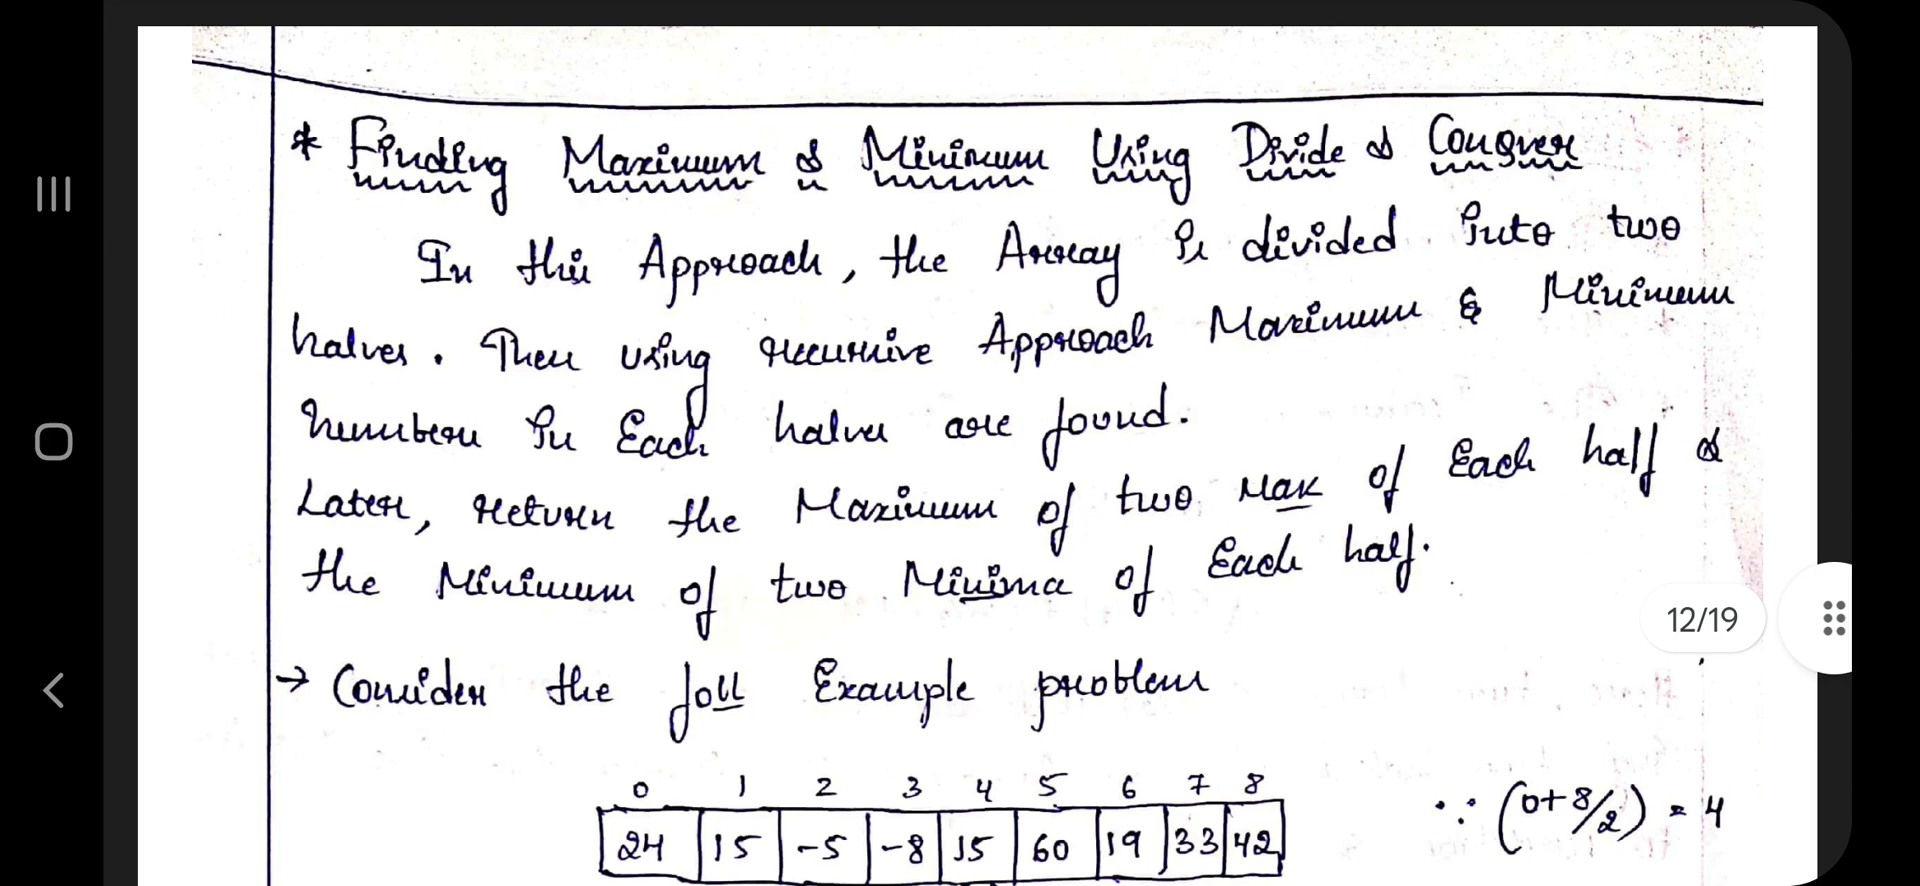 * Finding Maximum & Minimum Using Divide & Conquer
In this Approach, the Array is divided into two
halves. Then using recursive Approach Maximum & Minimum
numbers in Each halves are found.
Later, return the Maximum of two Max of Each half &
the Minimum of two Minima of Each half.
12/19
→ Consider the foll Example problem
0 1 2 3 4 5 6 7 8
24 15 -5 -8 15 60 19 33 42
∵ (0+8/2) = 4